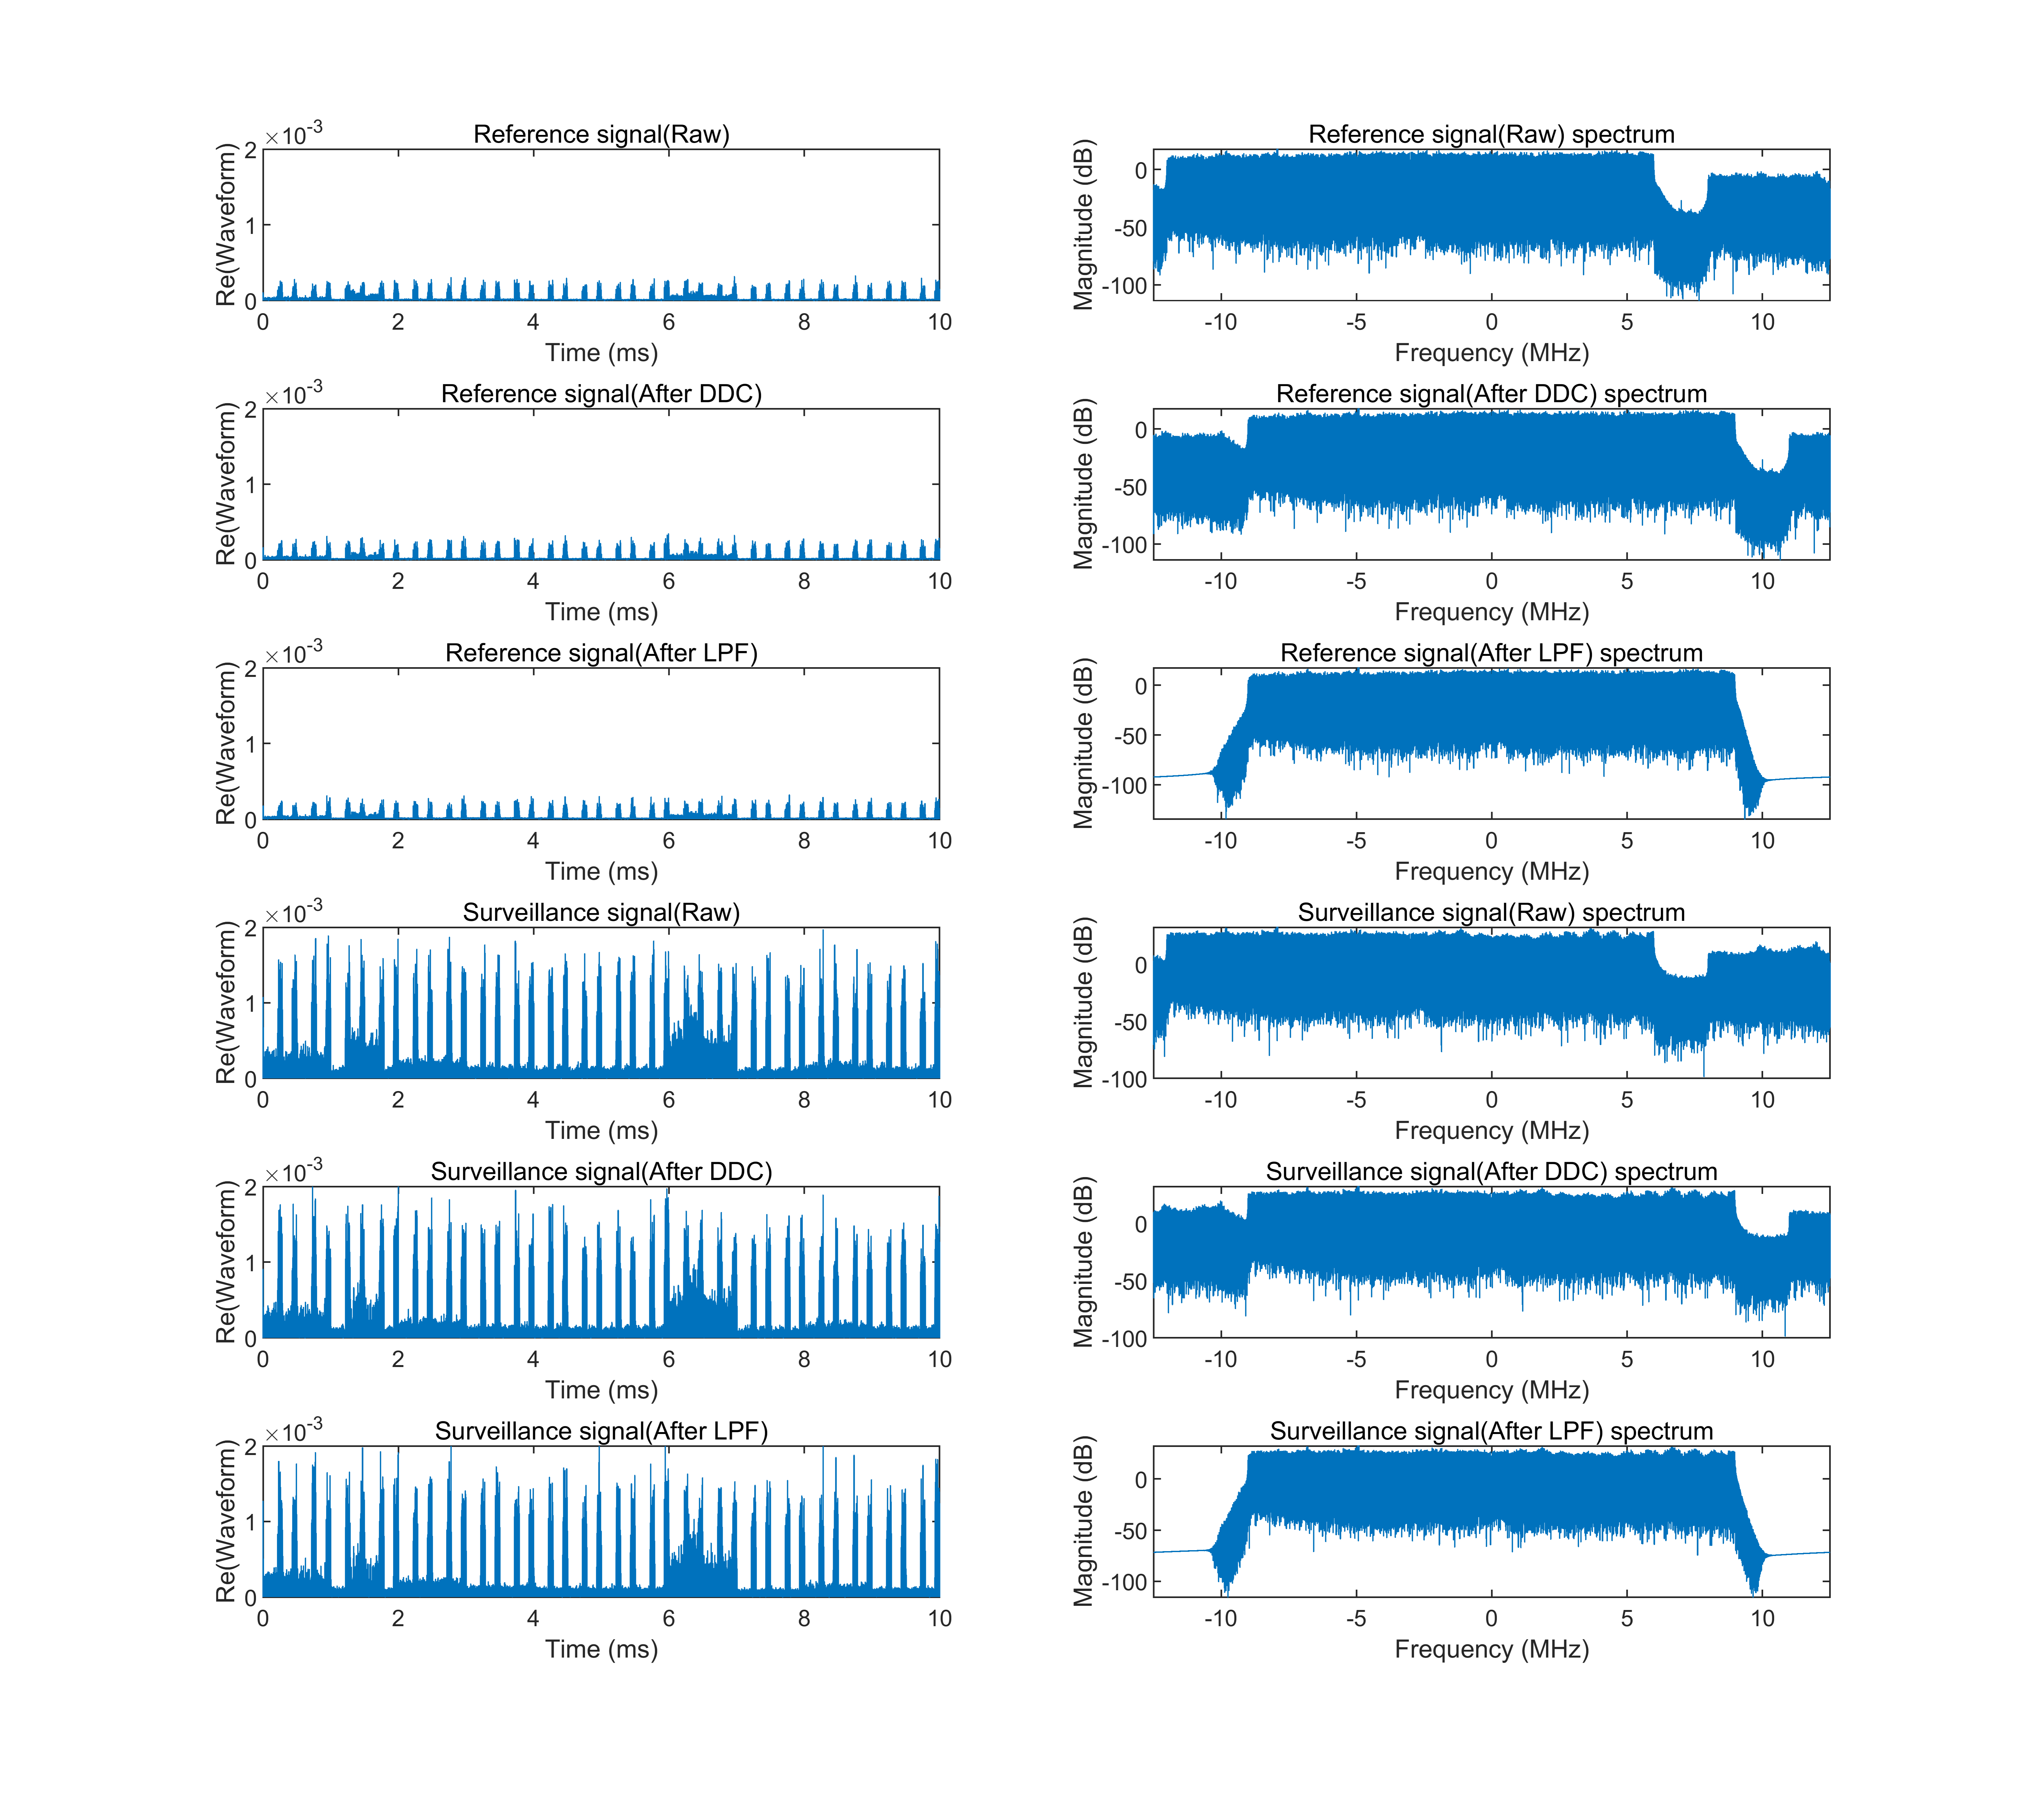 Reference signal(Raw)
×10-3
Re(Waveform)
2
1
0
0 2 4 6 8 10
Time (ms)
Reference signal(Raw) spectrum
Magnitude (dB)
0
-50
-100
-10 -5 0 5 10
Frequency (MHz)
Reference signal(After DDC)
×10-3
Re(Waveform)
2
1
0
0 2 4 6 8 10
Time (ms)
Reference signal(After DDC) spectrum
Magnitude (dB)
0
-50
-100
-10 -5 0 5 10
Frequency (MHz)
Reference signal(After LPF)
×10-3
Re(Waveform)
2
1
0
0 2 4 6 8 10
Time (ms)
Reference signal(After LPF) spectrum
Magnitude (dB)
0
-50
-100
-10 -5 0 5 10
Frequency (MHz)
Surveillance signal(Raw)
×10-3
Re(Waveform)
2
1
0
0 2 4 6 8 10
Time (ms)
Surveillance signal(Raw) spectrum
Magnitude (dB)
0
-50
-100
-10 -5 0 5 10
Frequency (MHz)
Surveillance signal(After DDC)
×10-3
Re(Waveform)
2
1
0
0 2 4 6 8 10
Time (ms)
Surveillance signal(After DDC) spectrum
Magnitude (dB)
0
-50
-100
-10 -5 0 5 10
Frequency (MHz)
Surveillance signal(After LPF)
×10-3
Re(Waveform)
2
1
0
0 2 4 6 8 10
Time (ms)
Surveillance signal(After LPF) spectrum
Magnitude (dB)
0
-50
-100
-10 -5 0 5 10
Frequency (MHz)